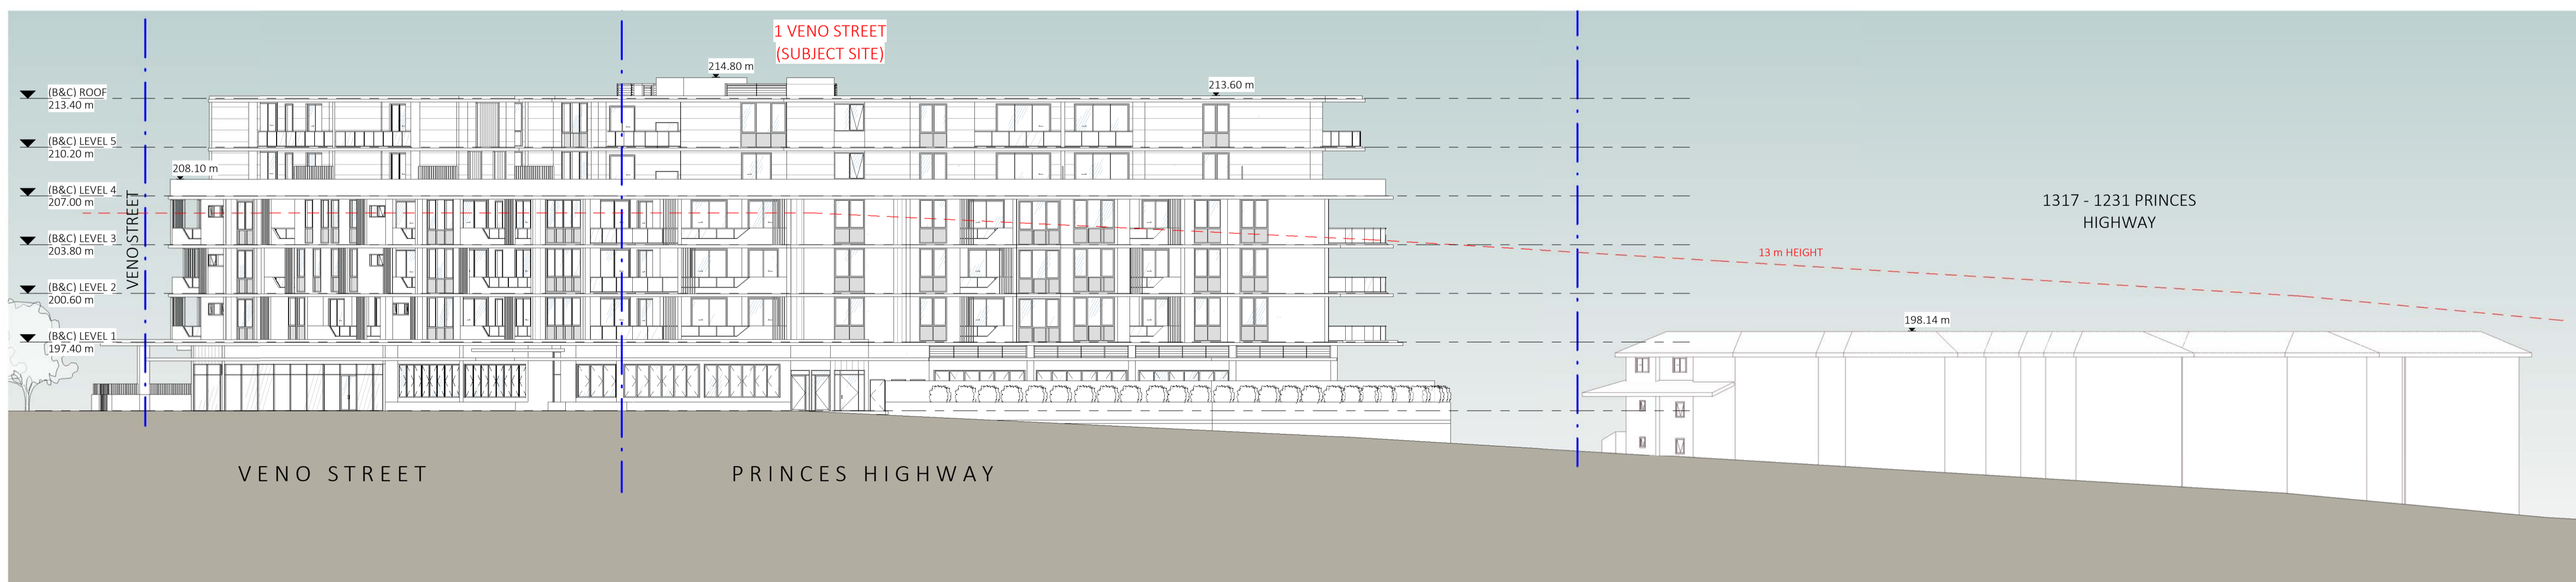 1 VENO STREET
(SUBJECT SITE)
214.80 m
213.60 m
(B&C) ROOF
213.40 m
(B&C) LEVEL 5
210.20 m
208.10 m
(B&C) LEVEL 4
207.00 m
VENO STREET
(B&C) LEVEL 3
203.80 m
(B&C) LEVEL 2
200.60 m
(B&C) LEVEL 1
197.40 m
1317 - 1231 PRINCES
HIGHWAY
13 m HEIGHT
198.14 m
VENO STREET
PRINCES HIGHWAY